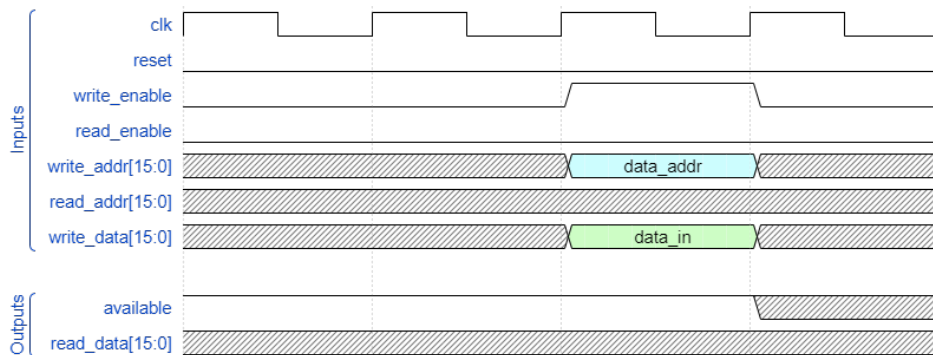 Inputs
clk
reset
write_enable
read_enable
write_addr[15:0] data_addr
read_addr[15:0]
write_data[15:0] data_in
Outputs
available
read_data[15:0]